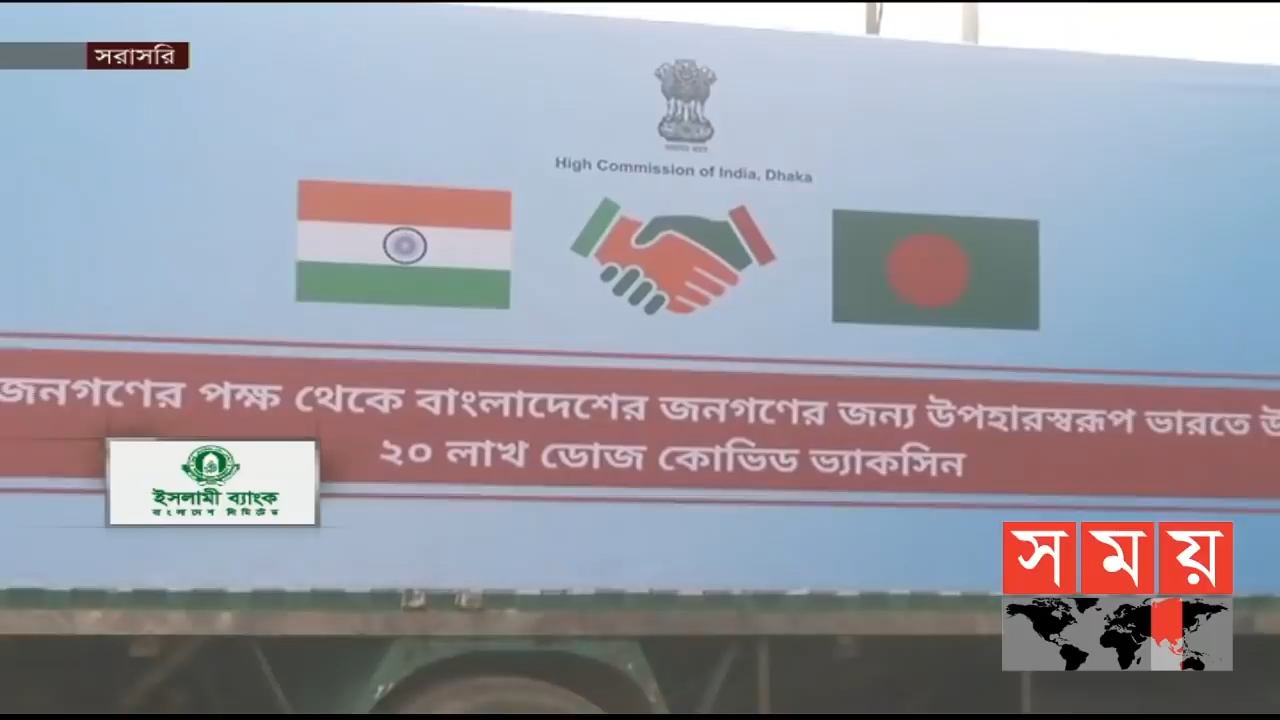 সরাসরি
High Commission of India, Dhaka
জনগণের পক্ষ থেকে বাংলাদেশের জনগণের জন্য উপহারস্বরূপ ভারতে
২০ লাখ ডোজ কোভিড ভ্যাকসিন
ইসলামী ব্যাংক
বাংলাদেশ লিমিটেড
সময়